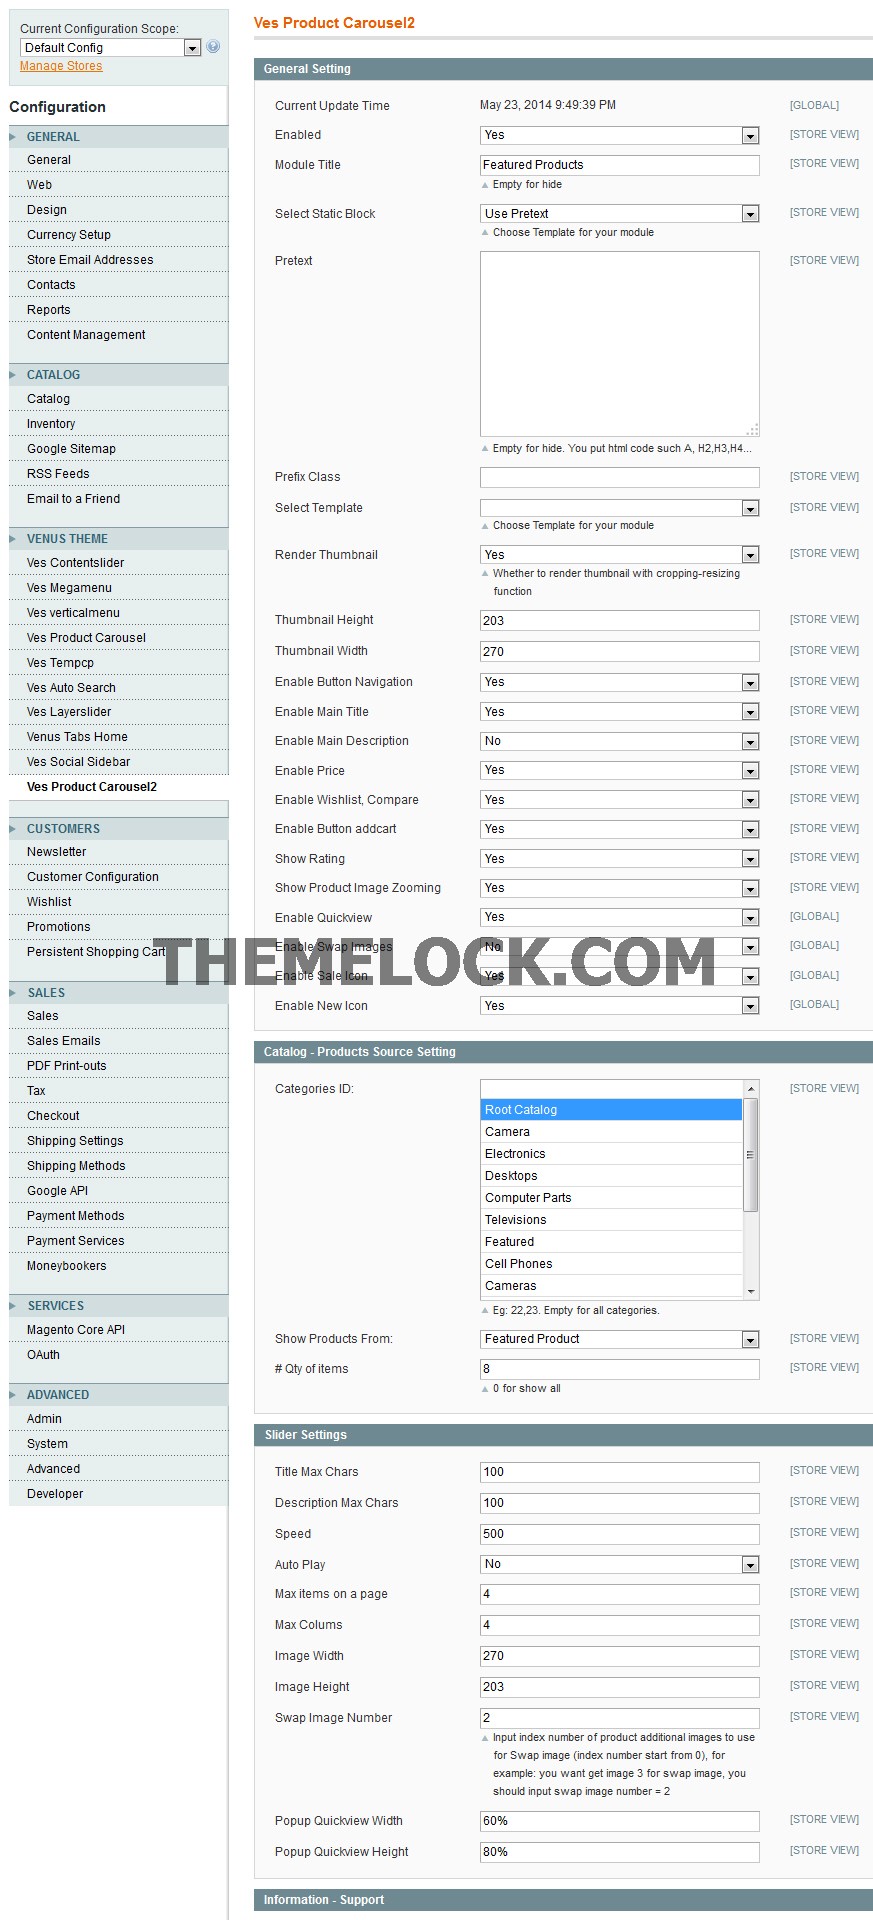 Current Configuration Scope:
Default Config
Manage Stores
Configuration
GENERAL
General
Web
Design
Currency Setup
Store Email Addresses
Contacts
Reports
Content Management
CATALOG
Catalog
Inventory
Google Sitemap
RSS Feeds
Email to a Friend
VENUS THEME
Ves Contentslider
Ves Megamenu
Ves verticalmenu
Ves Product Carousel
Ves Tempcp
Ves Auto Search
Ves Layerslider
Venus Tabs Home
Ves Social Sidebar
Ves Product Carousel2
CUSTOMERS
Newsletter
Customer Configuration
Wishlist
Promotions
Persistent Shopping Cart
SALES
Sales
Sales Emails
PDF Print-outs
Tax
Checkout
Shipping Settings
Shipping Methods
Google API
Payment Methods
Payment Services
Moneybookers
SERVICES
Magento Core API
OAuth
ADVANCED
Admin
System
Advanced
Developer
Ves Product Carousel2
General Setting
Current Update Time May 23, 2014 9:49:39 PM [GLOBAL]
Enabled Yes [STORE VIEW]
Module Title Featured Products [STORE VIEW]
Empty for hide
Select Static Block Use Pretext [STORE VIEW]
Choose Template for your module
Pretext [STORE VIEW]
Empty for hide. You put html code such A, H2,H3,H4...
Prefix Class [STORE VIEW]
Select Template [STORE VIEW]
Choose Template for your module
Render Thumbnail Yes [STORE VIEW]
Whether to render thumbnail with cropping-resizing
function
Thumbnail Height 203 [STORE VIEW]
Thumbnail Width 270 [STORE VIEW]
Enable Button Navigation Yes [STORE VIEW]
Enable Main Title Yes [STORE VIEW]
Enable Main Description No [STORE VIEW]
Enable Price Yes [STORE VIEW]
Enable Wishlist, Compare Yes [STORE VIEW]
Enable Button addcart Yes [STORE VIEW]
Show Rating Yes [STORE VIEW]
Show Product Image Zooming Yes [STORE VIEW]
Enable Quickview Yes [GLOBAL]
Enable Swap Images No [GLOBAL]
THEMELOCK.COM
Enable Sale Icon Yes [GLOBAL]
Enable New Icon Yes [GLOBAL]
Catalog - Products Source Setting
Categories ID: [STORE VIEW]
Root Catalog
Camera
Electronics
Desktops
Computer Parts
Televisions
Featured
Cell Phones
Cameras
Eg: 22,23. Empty for all categories.
Show Products From: Featured Product [STORE VIEW]
# Qty of items 8 [STORE VIEW]
0 for show all
Slider Settings
Title Max Chars 100 [STORE VIEW]
Description Max Chars 100 [STORE VIEW]
Speed 500 [STORE VIEW]
Auto Play No [STORE VIEW]
Max items on a page 4 [STORE VIEW]
Max Colums 4 [STORE VIEW]
Image Width 270 [STORE VIEW]
Image Height 203 [STORE VIEW]
Swap Image Number 2 [STORE VIEW]
Input index number of product additional images to use
for Swap image (index number start from 0), for
example: you want get image 3 for swap image, you
should input swap image number = 2
Popup Quickview Width 60% [STORE VIEW]
Popup Quickview Height 80% [STORE VIEW]
Information - Support